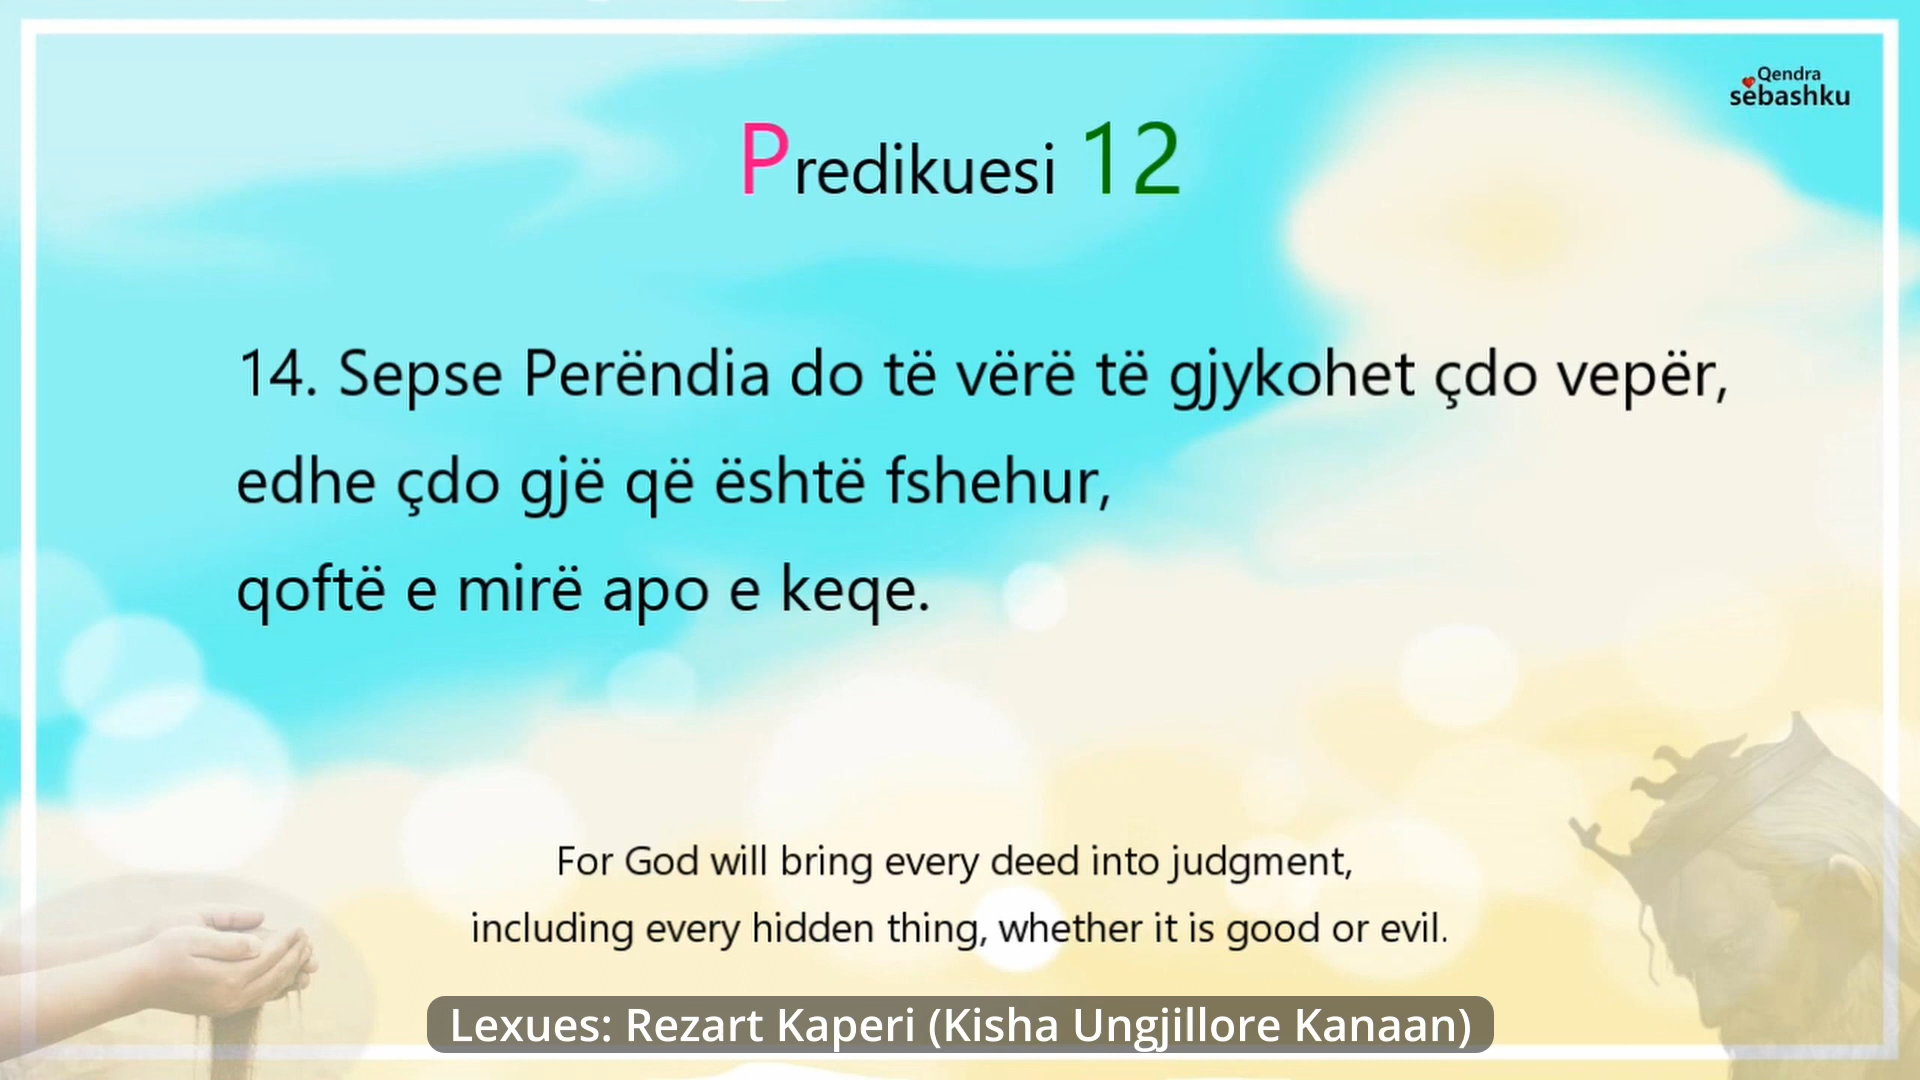 Qendra
sëbashku
Predikuesi 12
14. Sepse Perëndia do të vërë të gjykohet çdo vepër,
edhe çdo gjë që është fshehur,
qoftë e mirë apo e keqe.
For God will bring every deed into judgment,
including every hidden thing, whether it is good or evil.
Lexues: Rezart Kaperi (Kisha Ungjillore Kanaan)